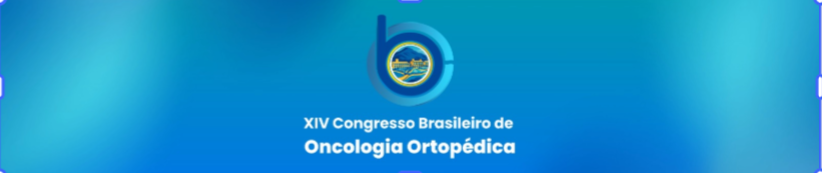 XIV Congresso Brasileiro de
Oncologia Ortopédica